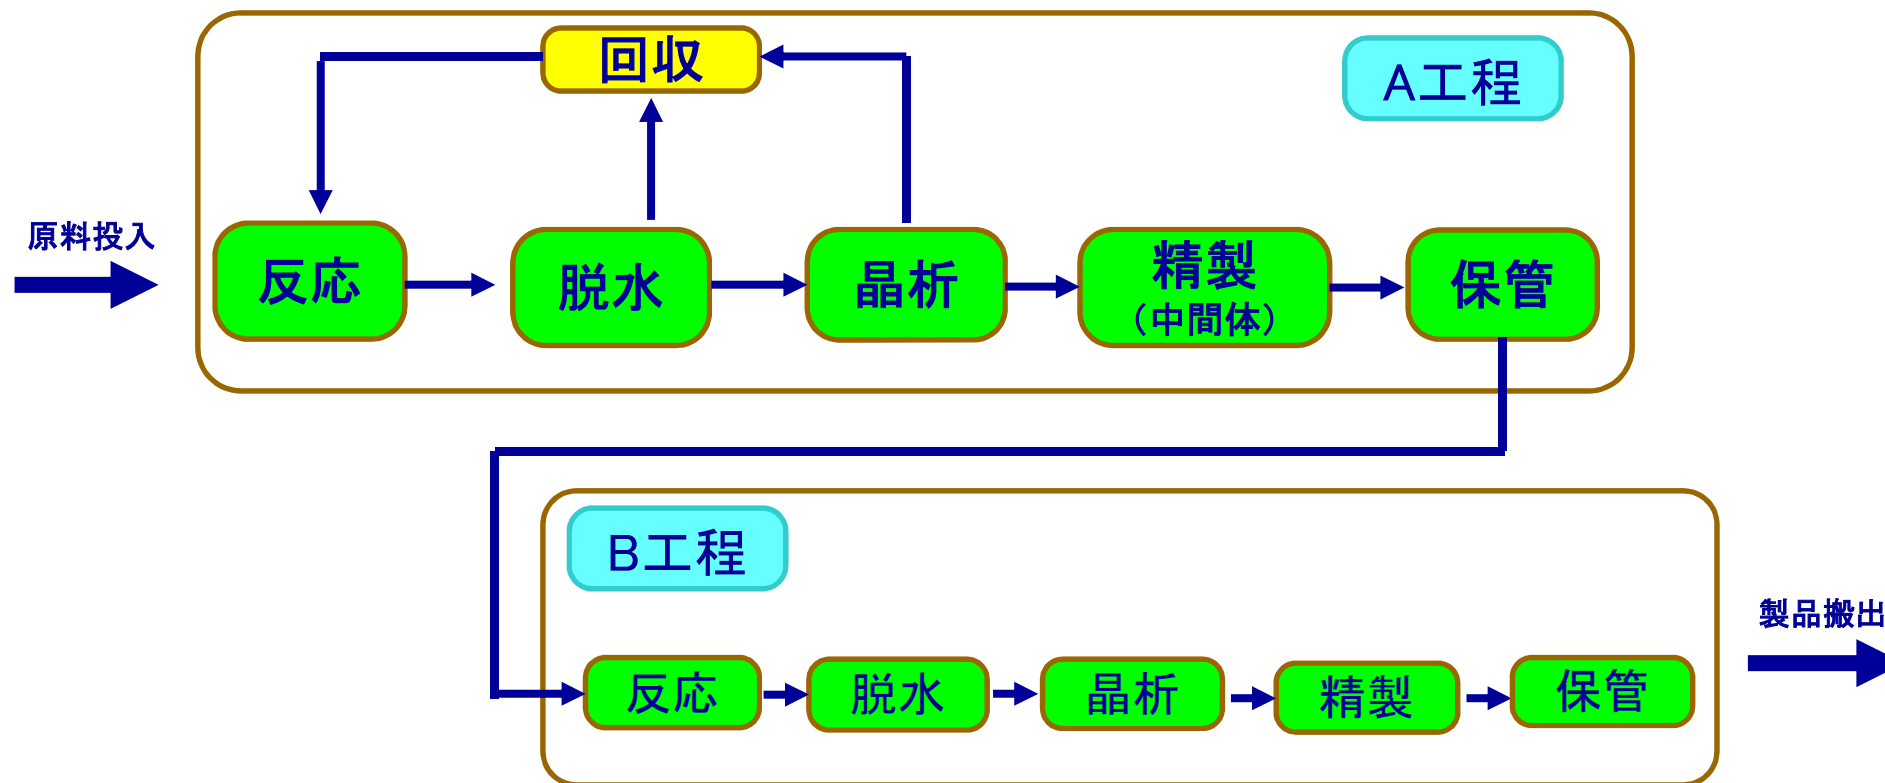 回収
A工程
原料投入
反応
脱水
晶析
精製
（中間体）
保管
B工程
製品搬出
反応
脱水
晶析
精製
保管